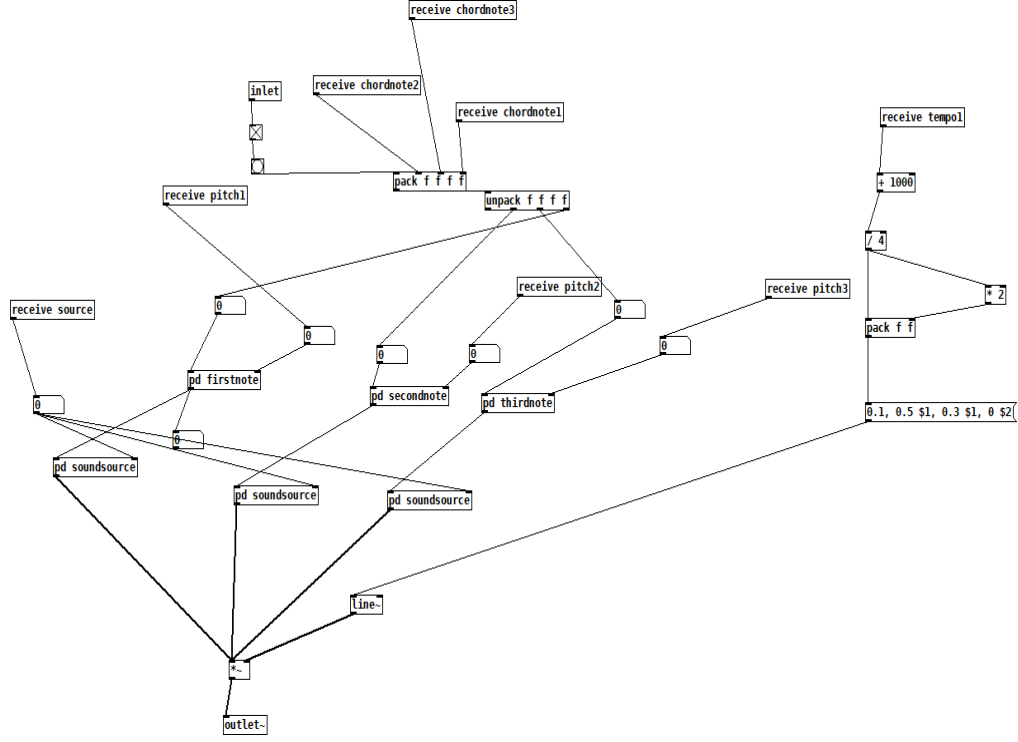 receive chordnote3
receive chordnote2
inlet
receive chordnote1
receive tempo1
pack f f f f
+ 1000
receive pitch1
unpack f f f f
/ 4
receive pitch2
receive pitch3
* 2
0
receive source
0
pack f f
0
0
0
0
pd firstnote
pd secondnote
pd thirdnote
0
0.1, 0.5 $1, 0.3 $1, 0 $2
0
pd soundsource
pd soundsource
pd soundsource
line~
*~
outlet~